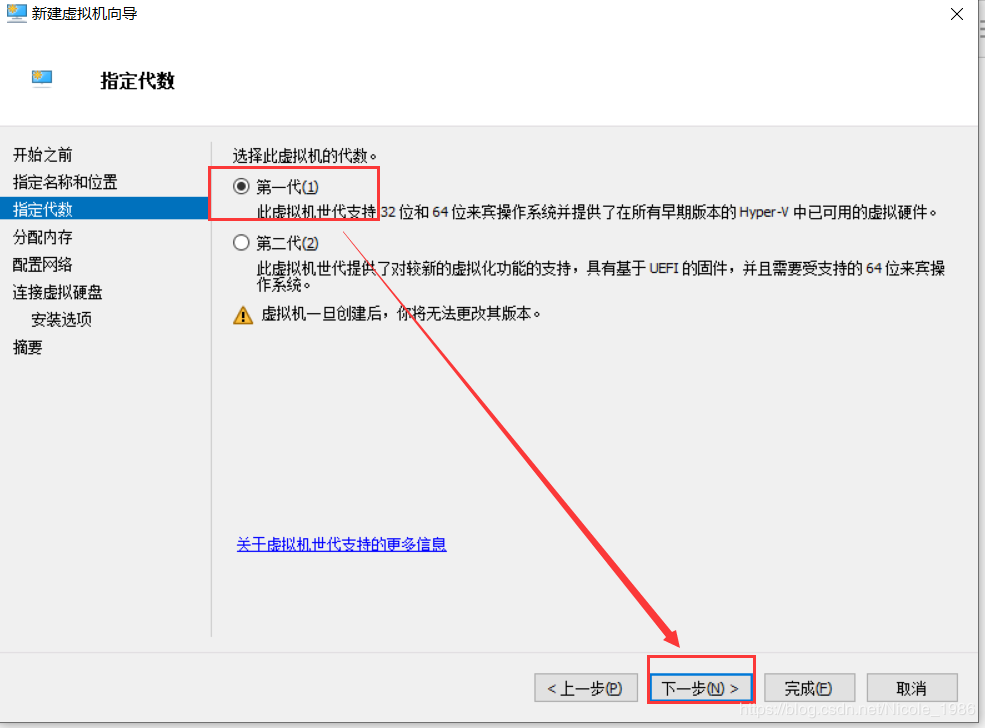 新建虚拟机向导
指定代数
开始之前
指定名称和位置
指定代数
分配内存
配置网络
连接虚拟硬盘
安装选项
摘要
选择此虚拟机的代数。
第一代(1)
此虚拟机世代支持 32 位和 64 位来宾操作系统并提供了在所有早期版本的 Hyper-V 中已可用的虚拟硬件。
第二代(2)
此虚拟机世代提供了对较新的虚拟化功能的支持，具有基于 UEFI 的固件，并且需要受支持的 64 位来宾操
作系统。
虚拟机一旦创建后，你将无法更改其版本。
关于虚拟机世代支持的更多信息
< 上一步(P)
下一步(N) >
完成(F)
取消
https://blog.csdn.net/Nicole_1986